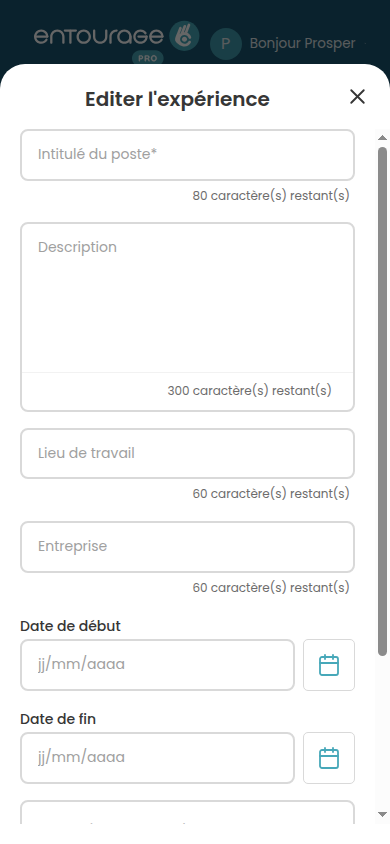 entourage
PRO
P
Bonjour Prosper
Editer l'expérience
Intitulé du poste*
80 caractère(s) restant(s)
Description
300 caractère(s) restant(s)
Lieu de travail
60 caractère(s) restant(s)
Entreprise
60 caractère(s) restant(s)
Date de début
jj/mm/aaaa
Date de fin
jj/mm/aaaa